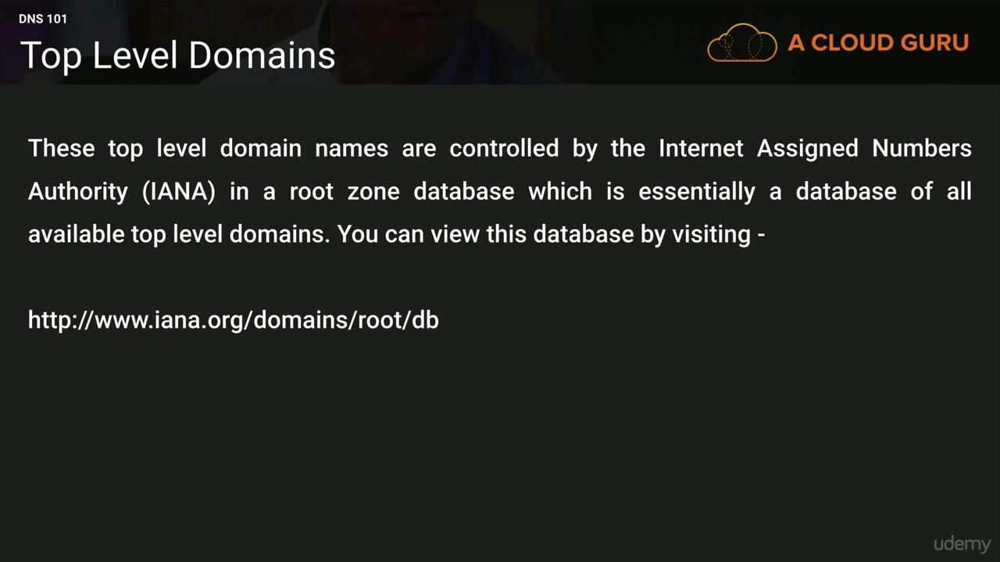 DNS 101
Top Level Domains
A CLOUD GURU
These top level domain names are controlled by the Internet Assigned Numbers
Authority (IANA) in a root zone database which is essentially a database of all
available top level domains. You can view this database by visiting -
http://www.iana.org/domains/root/db
udemy